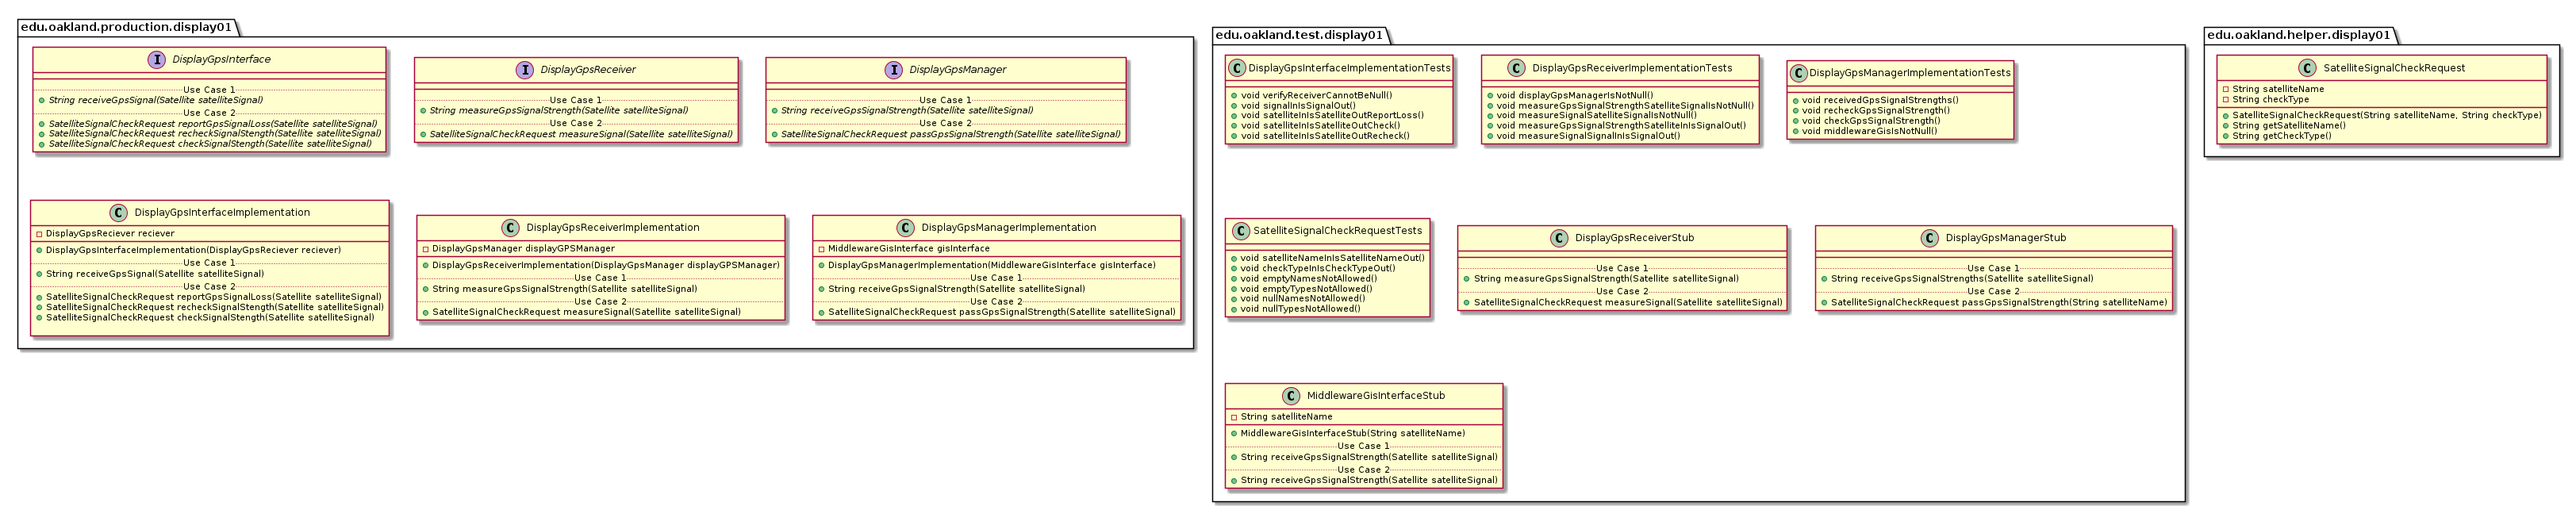 edu.oakland.production.display01
I DisplayGpsInterface
Use Case 1
String receiveGpsSignal(Satellite satelliteSignal)
Use Case 2
SatelliteSignalCheckRequest reportGpsSignalLoss(Satellite satelliteSignal)
SatelliteSignalCheckRequest recheckSignalStength(Satellite satelliteSignal)
SatelliteSignalCheckRequest checkSignalStength(Satellite satelliteSignal)
I DisplayGpsReceiver
Use Case 1
String measureGpsSignalStrength(Satellite satelliteSignal)
Use Case 2
SatelliteSignalCheckRequest measureSignal(Satellite satelliteSignal)
I DisplayGpsManager
Use Case 1
String receiveGpsSignalStrength(Satellite satelliteSignal)
Use Case 2
SatelliteSignalCheckRequest passGpsSignalStrength(Satellite satelliteSignal)
C DisplayGpsInterfaceImplementation
DisplayGpsReciever reciever
DisplayGpsInterfaceImplementation(DisplayGpsReciever reciever)
Use Case 1
String receiveGpsSignal(Satellite satelliteSignal)
Use Case 2
SatelliteSignalCheckRequest reportGpsSignalLoss(Satellite satelliteSignal)
SatelliteSignalCheckRequest recheckSignalStength(Satellite satelliteSignal)
SatelliteSignalCheckRequest checkSignalStength(Satellite satelliteSignal)
C DisplayGpsReceiverImplementation
DisplayGpsManager displayGPSManager
DisplayGpsReceiverImplementation(DisplayGpsManager displayGPSManager)
Use Case 1
String measureGpsSignalStrength(Satellite satelliteSignal)
Use Case 2
SatelliteSignalCheckRequest measureSignal(Satellite satelliteSignal)
C DisplayGpsManagerImplementation
MiddlewareGisInterface gisInterface
DisplayGpsManagerImplementation(MiddlewareGisInterface gisInterface)
Use Case 1
String receiveGpsSignalStrength(Satellite satelliteSignal)
Use Case 2
SatelliteSignalCheckRequest passGpsSignalStrength(Satellite satelliteSignal)
edu.oakland.test.display01
C DisplayGpsInterfaceImplementationTests
void verifyReceiverCannotBeNull()
void signalInIsSignalOut()
void satelliteInIsSatelliteOutReportLoss()
void satelliteInIsSatelliteOutCheck()
void satelliteInIsSatelliteOutRecheck()
C DisplayGpsReceiverImplementationTests
void displayGpsManagerIsNotNull()
void measureGpsSignalStrengthSatelliteSignalIsNotNull()
void measureSignalSatelliteSignalIsNotNull()
void measureGpsSignalStrengthSatelliteInIsSignalOut()
void measureSignalSignalInIsSignalOut()
C DisplayGpsManagerImplementationTests
void receivedGpsSignalStrengths()
void recheckGpsSignalStrength()
void checkGpsSignalStrength()
void middlewareGisIsNotNull()
C SatelliteSignalCheckRequestTests
void satelliteNameInIsSatelliteNameOut()
void checkTypeInIsCheckTypeOut()
void emptyNamesNotAllowed()
void emptyTypesNotAllowed()
void nullNamesNotAllowed()
void nullTypesNotAllowed()
C DisplayGpsReceiverStub
Use Case 1
String measureGpsSignalStrength(Satellite satelliteSignal)
Use Case 2
SatelliteSignalCheckRequest measureSignal(Satellite satelliteSignal)
C DisplayGpsManagerStub
Use Case 1
String receiveGpsSignalStrengths(Satellite satelliteSignal)
Use Case 2
SatelliteSignalCheckRequest passGpsSignalStrength(String satelliteName)
C MiddlewareGisInterfaceStub
String satelliteName
MiddlewareGisInterfaceStub(String satelliteName)
Use Case 1
String receiveGpsSignalStrength(Satellite satelliteSignal)
Use Case 2
String receiveGpsSignalStrength(Satellite satelliteSignal)
edu.oakland.helper.display01
C SatelliteSignalCheckRequest
String satelliteName
String checkType
SatelliteSignalCheckRequest(String satelliteName, String checkType)
String getSatelliteName()
String getCheckType()